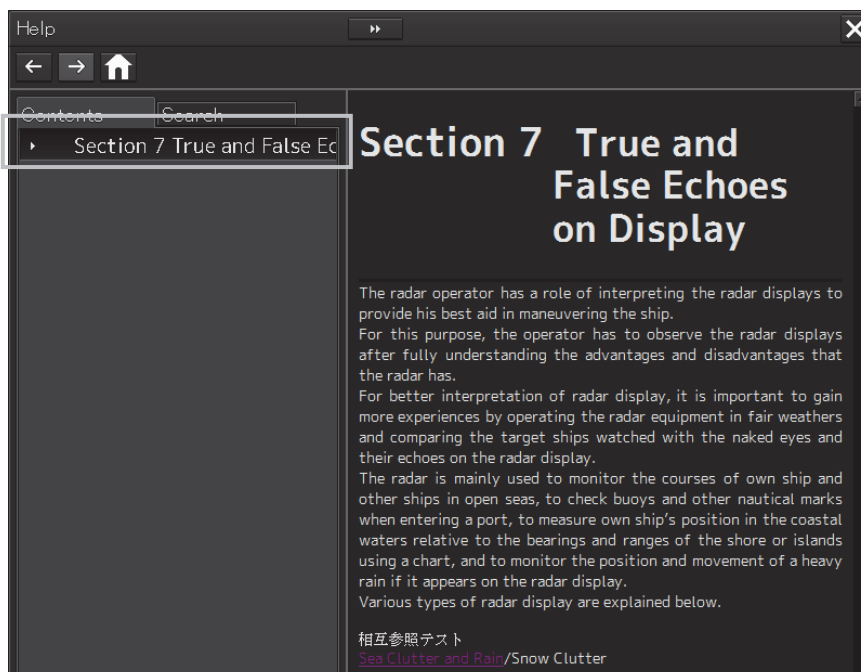 Help
Contents Search
Section 7 True and False Ec
Section 7 True and
False Echoes
on Display
The radar operator has a role of interpreting the radar displays to
provide his best aid in maneuvering the ship.
For this purpose, the operator has to observe the radar displays
after fully understanding the advantages and disadvantages that
the radar has.
For better interpretation of radar display, it is important to gain
more experiences by operating the radar equipment in fair weathers
and comparing the target ships watched with the naked eyes and
their echoes on the radar display.
The radar is mainly used to monitor the courses of own ship and
other ships in open seas, to check buoys and other nautical marks
when entering a port, to measure own ship's position in the coastal
waters relative to the bearings and ranges of the shore or islands
using a chart, and to monitor the position and movement of a heavy
rain if it appears on the radar display.
Various types of radar display are explained below.
相互参照テスト
Sea Clutter and Rain/Snow Clutter